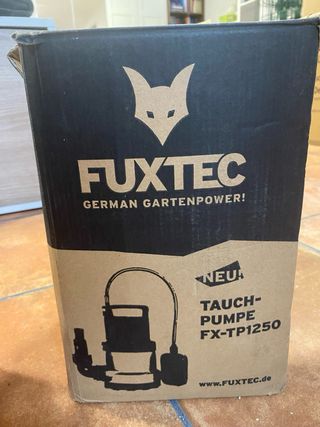 FUXTEC
GERMAN GARTENPOWER!
NEU!
TAUCH-
PUMPE
FX-TP1250
www.FUXTEC.de